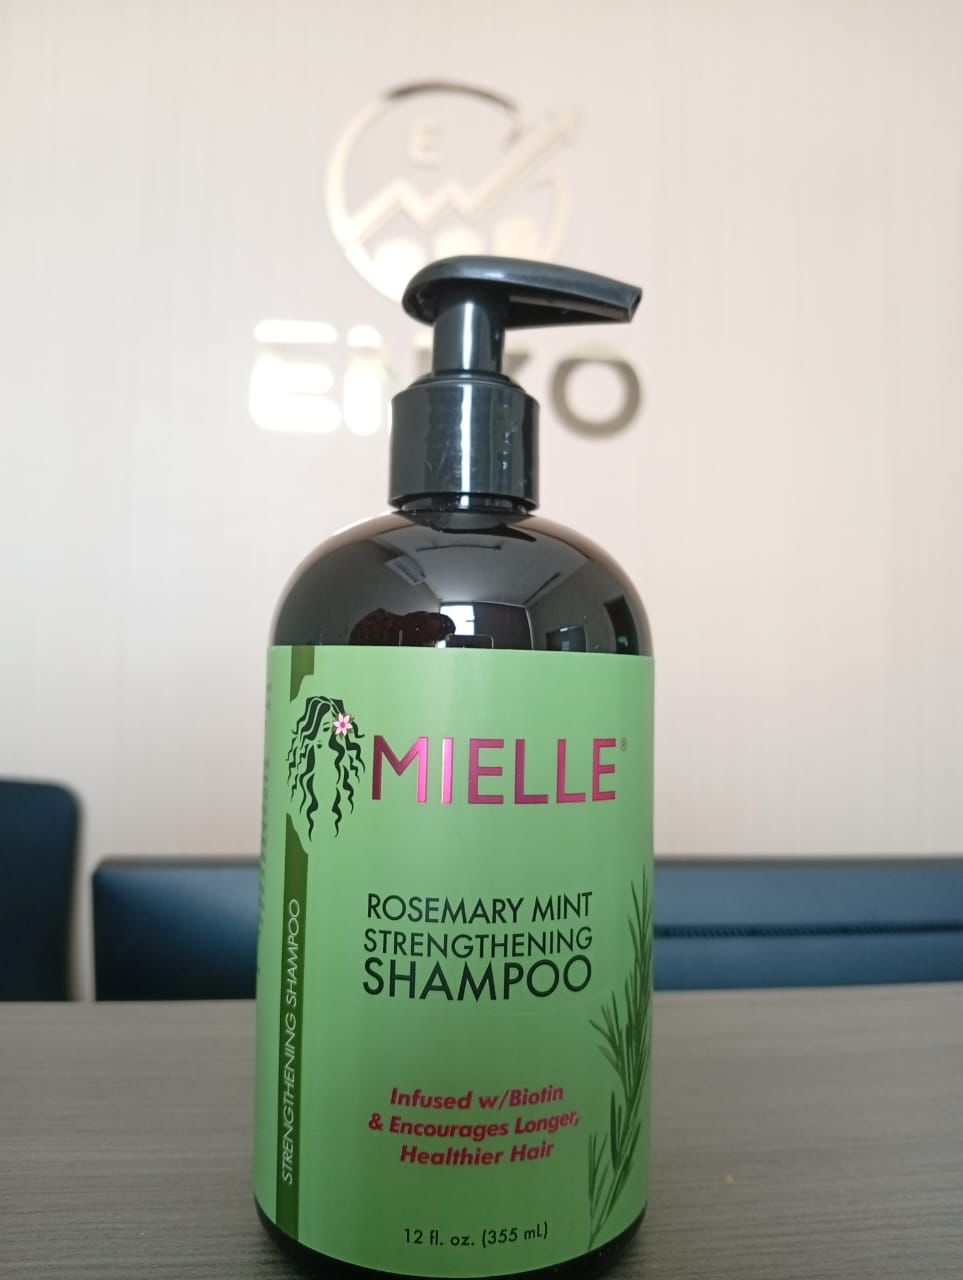 E
MIELLE®
ROSEMARY MINT
STRENGTHENING
SHAMPOO
Infused w/Biotin
& Encourages Longer,
Healthier Hair
12 fl. oz. (355 mL)
STRENGTHENING SHAMPOO